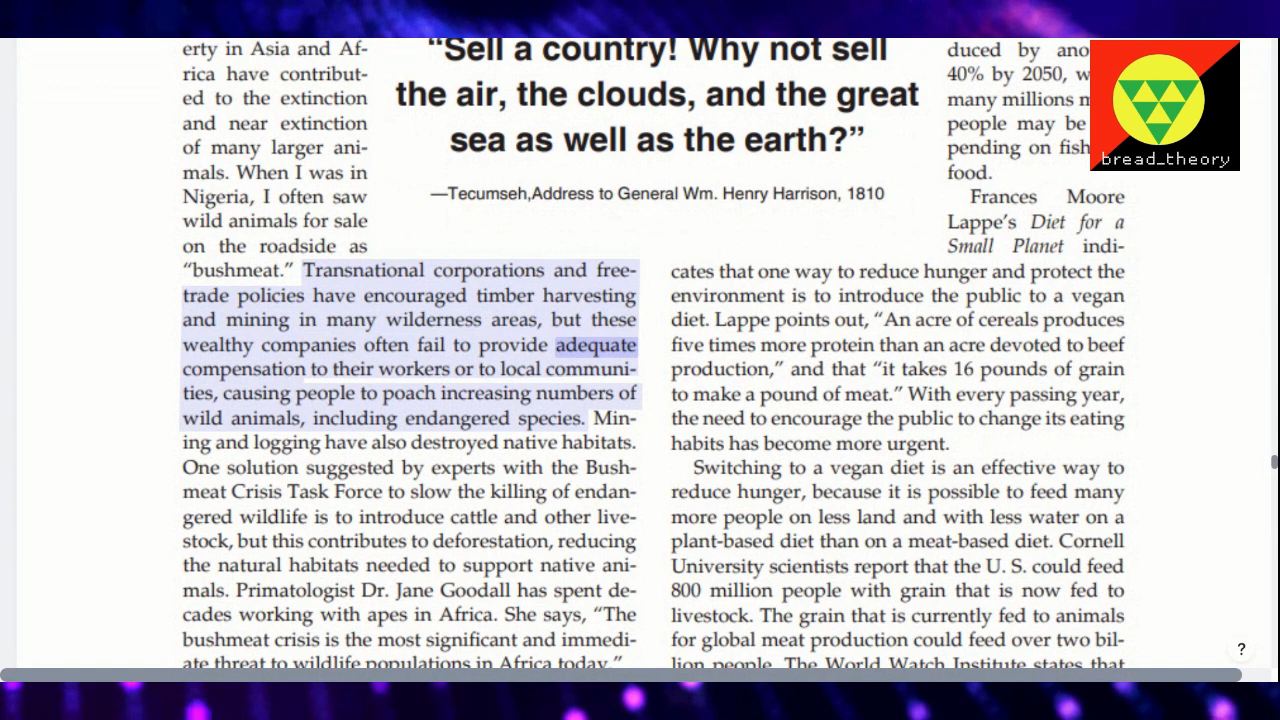 erty in Asia and Af-
rica have contribut-
ed to the extinction
and near extinction
of many larger ani-
mals. When I was in
Nigeria, I often saw
wild animals for sale
on the roadside as
“bushmeat.” Transnational corporations and free-
trade policies have encouraged timber harvesting
and mining in many wilderness areas, but these
wealthy companies often fail to provide adequate
compensation to their workers or to local communi-
ties, causing people to poach increasing numbers of
wild animals, including endangered species. Min-
ing and logging have also destroyed native habitats.
One solution suggested by experts with the Bush-
meat Crisis Task Force to slow the killing of endan-
gered wildlife is to introduce cattle and other live-
stock, but this contributes to deforestation, reducing
the natural habitats needed to support native ani-
mals. Primatologist Dr. Jane Goodall has spent de-
cades working with apes in Africa. She says, “The
bushmeat crisis is the most significant and immedi-
ate threat to wildlife populations in Africa today.”
“Sell a country! Why not sell
the air, the clouds, and the great
sea as well as the earth?”
—Tecumseh,Address to General Wm. Henry Harrison, 1810
duced by
40% by 2050,
many millions
people may be
pending on fish
food.
Frances Moore
Lappe’s Diet for a
Small Planet indi-
cates that one way to reduce hunger and protect the
environment is to introduce the public to a vegan
diet. Lappe points out, “An acre of cereals produces
five times more protein than an acre devoted to beef
production,” and that “it takes 16 pounds of grain
to make a pound of meat.” With every passing year,
the need to encourage the public to change its eating
habits has become more urgent.
Switching to a vegan diet is an effective way to
reduce hunger, because it is possible to feed many
more people on less land and with less water on a
plant-based diet than on a meat-based diet. Cornell
University scientists report that the U. S. could feed
800 million people with grain that is now fed to
livestock. The grain that is currently fed to animals
for global meat production could feed over two bil-
lion people. The World Watch Institute states that
bread_theory
?